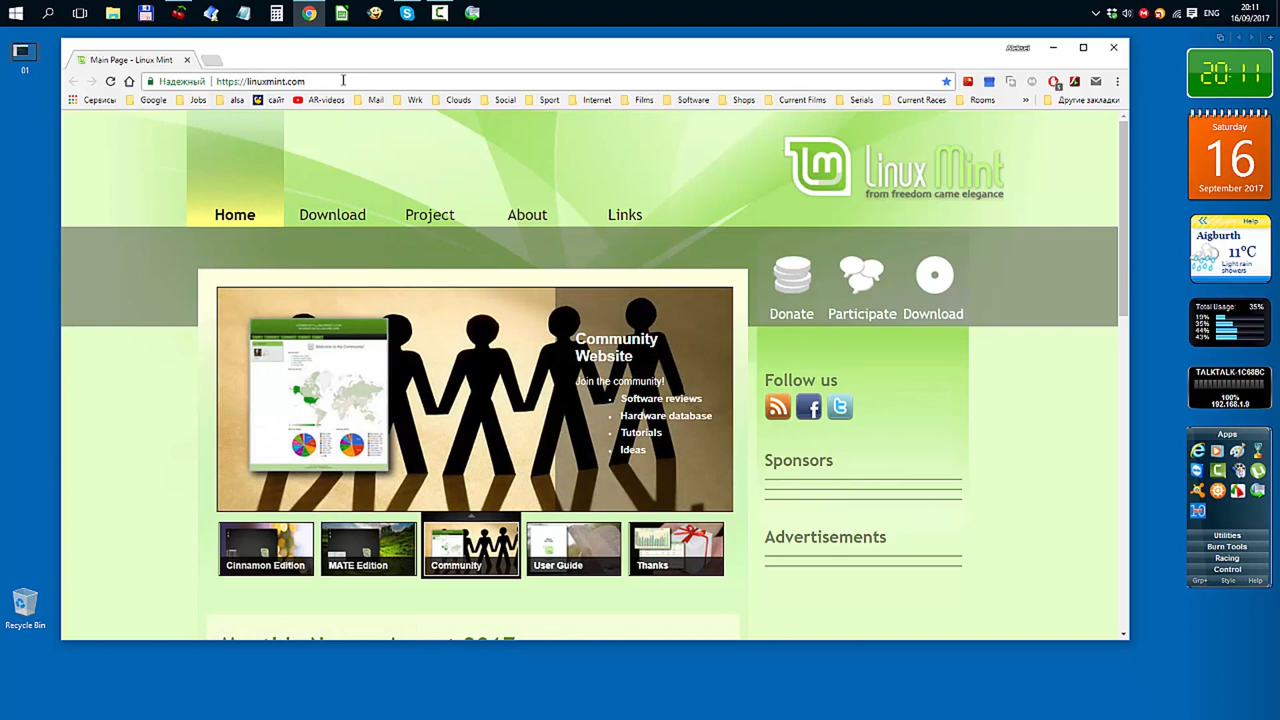 ENG
20:11
16/09/2017
01
Main Page - Linux Mint
Aleksei
Надежный
https://linuxmint.com
Сервисы
Google
Jobs
alsa
сайт
AR-videos
Mail
Wrk
Clouds
Social
Sport
Internet
Films
Software
Shops
Current Films
Serials
Current Races
Rooms
»
Другие закладки
Linux Mint
from freedom came elegance
Home
Download
Project
About
Links
Donate
Participate
Download
Community
Website
Join the community!
Software reviews
Hardware database
Tutorials
Ideas
Cinnamon Edition
MATE Edition
Community
User Guide
Thanks
Follow us
Sponsors
Advertisements
Recycle Bin
20:11
Saturday
16
September 2017
Help
Aigburth
11°C
Light rain
showers
Total Usage: 35%
19%
35%
44%
43%
TALKTALK-1C68BC
100%
192.168.1.9
Apps
Utilities
Burn Tools
Racing
Control
Grp+ Style Help